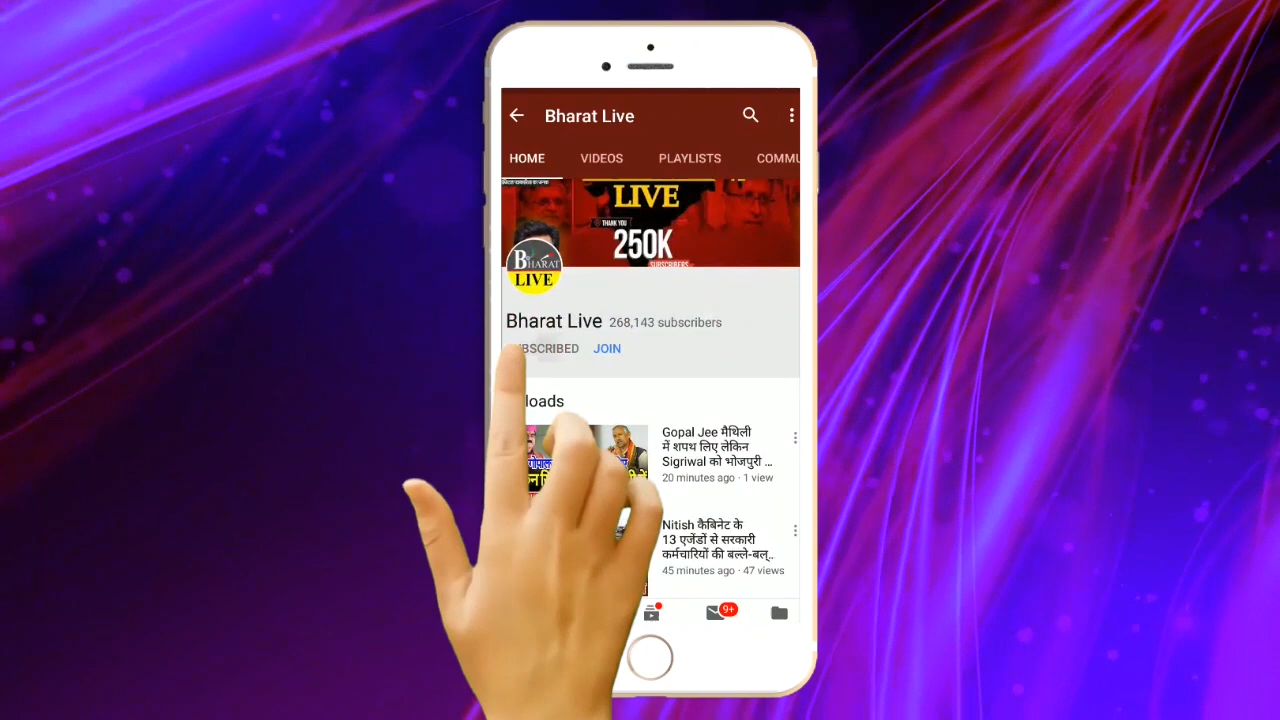 Bharat Live
HOME VIDEOS PLAYLISTS COMMU
LIVE
THANK YOU
250K
SUBSCRIBERS
BHARAT
LIVE
Bharat Live 268,143 subscribers
BSCRIBED JOIN
loads
Gopal Jee मैथिली
में शपथ लिए लेकिन
Sigriwal को भोजपुरी ...
20 minutes ago · 1 view
Nitish कैबिनेट के
13 एजेंडों से सरकारी
कर्मचारियों की बल्ले-बल्..
45 minutes ago · 47 views
9+